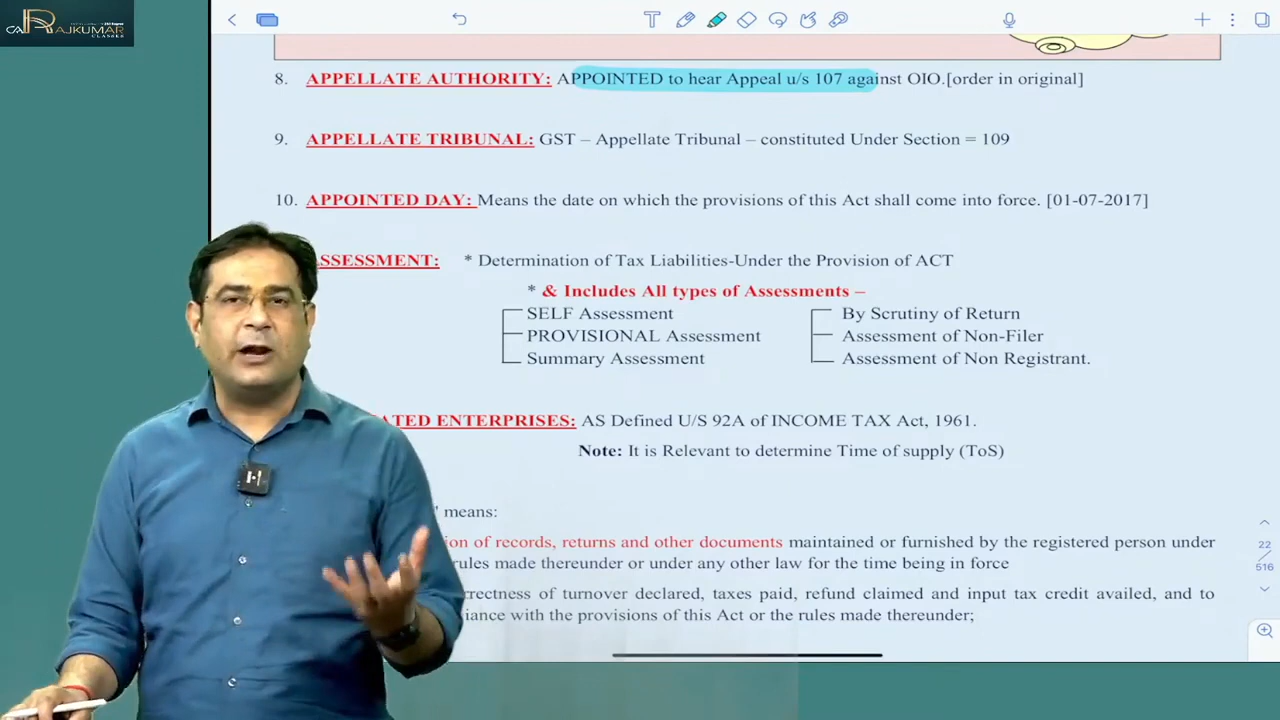 CA RAJKUMAR
CLASSES
8. APPELLATE AUTHORITY: APPOINTED to hear Appeal u/s 107 against OIO.[order in original]
9. APPELLATE TRIBUNAL: GST – Appellate Tribunal – constituted Under Section = 109
10. APPOINTED DAY: Means the date on which the provisions of this Act shall come into force. [01-07-2017]
SSESSMENT: * Determination of Tax Liabilities-Under the Provision of ACT
* & Includes All types of Assessments –
SELF Assessment By Scrutiny of Return
PROVISIONAL Assessment Assessment of Non-Filer
Summary Assessment Assessment of Non Registrant.
ATED ENTERPRISES: AS Defined U/S 92A of INCOME TAX Act, 1961.
Note: It is Relevant to determine Time of supply (ToS)
" means:
ion of records, returns and other documents maintained or furnished by the registered person under
rules made thereunder or under any other law for the time being in force
22
516
rrectness of turnover declared, taxes paid, refund claimed and input tax credit availed, and to
iance with the provisions of this Act or the rules made thereunder;